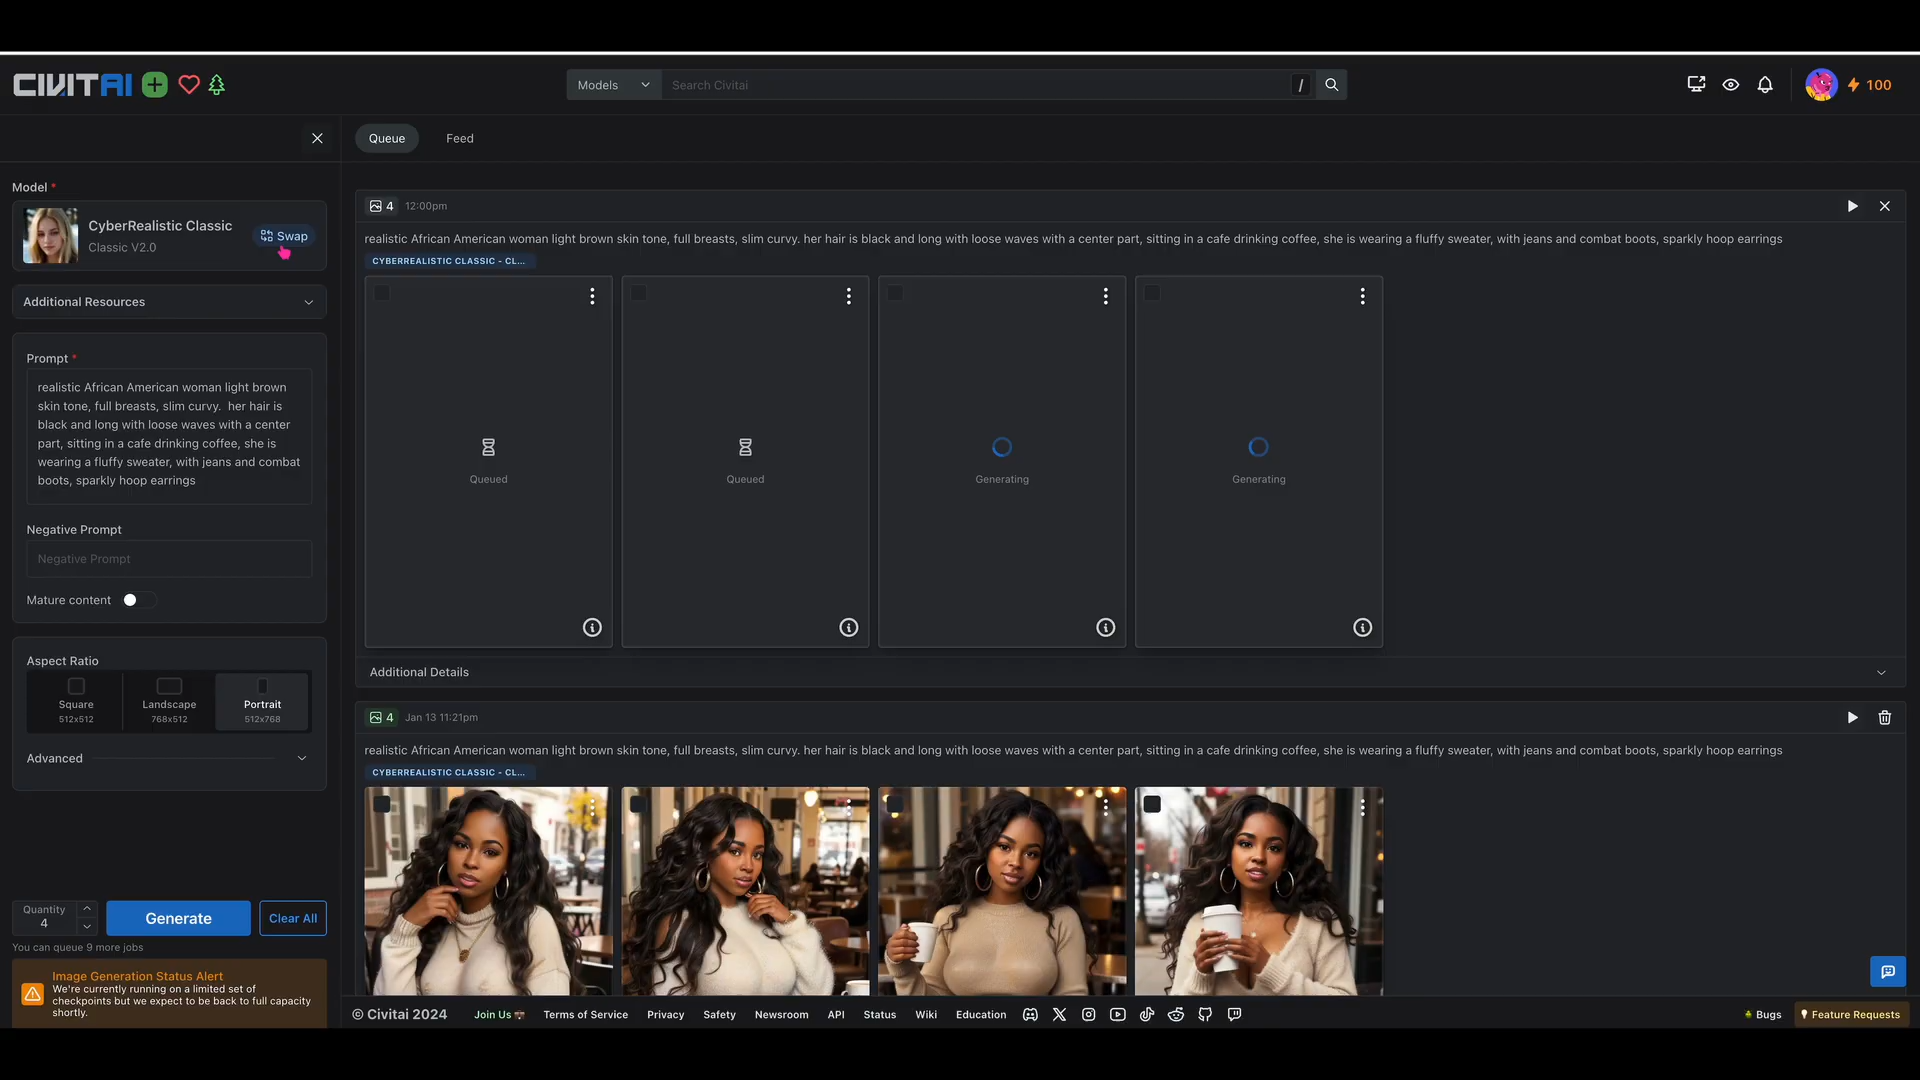 CIVITAI
Models
Search Civitai
/
100
Queue
Feed
Model *
CyberRealistic Classic
Classic V2.0
Swap
Additional Resources
Prompt *
realistic African American woman light brown
skin tone, full breasts, slim curvy.  her hair is
black and long with loose waves with a center
part, sitting in a cafe drinking coffee, she is
wearing a fluffy sweater, with jeans and combat
boots, sparkly hoop earrings
Negative Prompt
Negative Prompt
Mature content
Aspect Ratio
Square
512x512
Landscape
768x512
Portrait
512x768
Advanced
Quantity
4
Generate
Clear All
You can queue 9 more jobs
Image Generation Status Alert
We're currently running on a limited set of
checkpoints but we expect to be back to full capacity
shortly.
4 12:00pm
realistic African American woman light brown skin tone, full breasts, slim curvy. her hair is black and long with loose waves with a center part, sitting in a cafe drinking coffee, she is wearing a fluffy sweater, with jeans and combat boots, sparkly hoop earrings
CYBERREALISTIC CLASSIC - CL...
Queued
Queued
Generating
Generating
Additional Details
4 Jan 13 11:21pm
realistic African American woman light brown skin tone, full breasts, slim curvy. her hair is black and long with loose waves with a center part, sitting in a cafe drinking coffee, she is wearing a fluffy sweater, with jeans and combat boots, sparkly hoop earrings
CYBERREALISTIC CLASSIC - CL...
© Civitai 2024
Join Us
Terms of Service
Privacy
Safety
Newsroom
API
Status
Wiki
Education
Bugs
Feature Requests